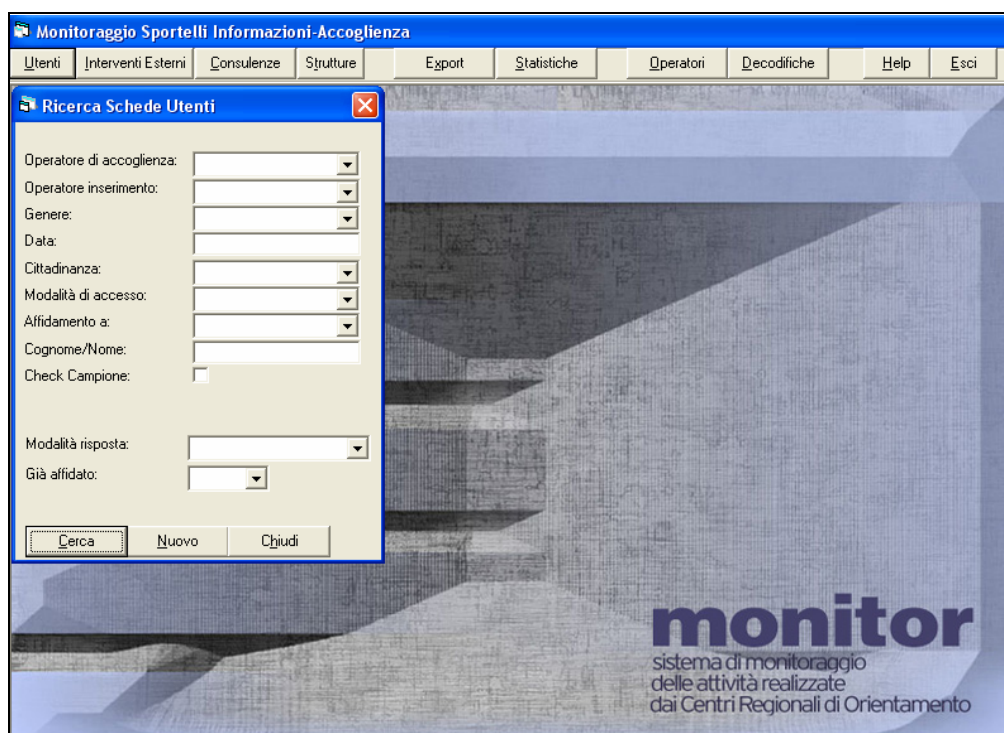 Monitoraggio Sportelli Informazioni-Accoglienza
Utenti Interventi Esterni Consulenze Strutture Export Statistiche Operatori Decodifiche Help Esci
Ricerca Schede Utenti
Operatore di accoglienza:
Operatore inserimento:
Genere:
Data:
Cittadinanza:
Modalità di accesso:
Affidamento a:
Cognome/Nome:
Check Campione:
Modalità risposta:
Già affidato:
Cerca Nuovo Chiudi
monitor
sistema di monitoraggio
delle attività realizzate
dai Centri Regionali di Orientamento